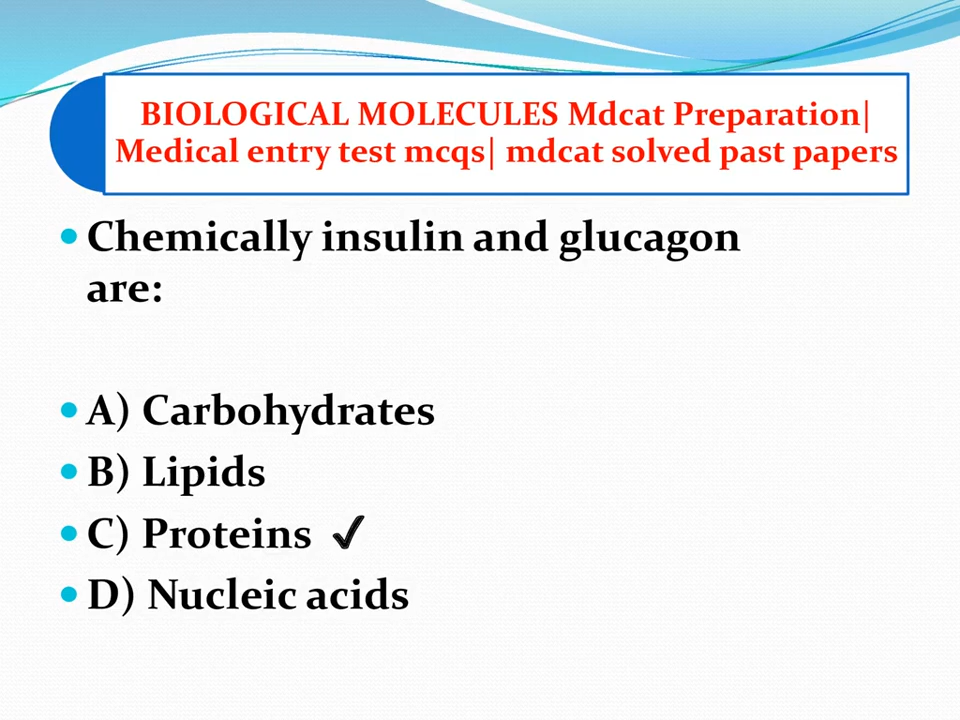 BIOLOGICAL MOLECULES Mdcat Preparation|
Medical entry test mcqs| mdcat solved past papers
• Chemically insulin and glucagon
are:
• A) Carbohydrates
• B) Lipids
• C) Proteins ✓
• D) Nucleic acids